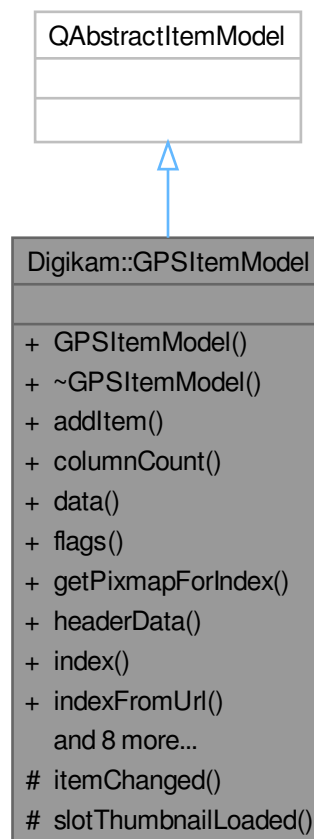 QAbstractItemModel
Digikam::GPSItemModel
+ GPSItemModel()
+ ~GPSItemModel()
+ addItem()
+ columnCount()
+ data()
+ flags()
+ getPixmapForIndex()
+ headerData()
+ index()
+ indexFromUrl()
and 8 more...
# itemChanged()
# slotThumbnailLoaded()